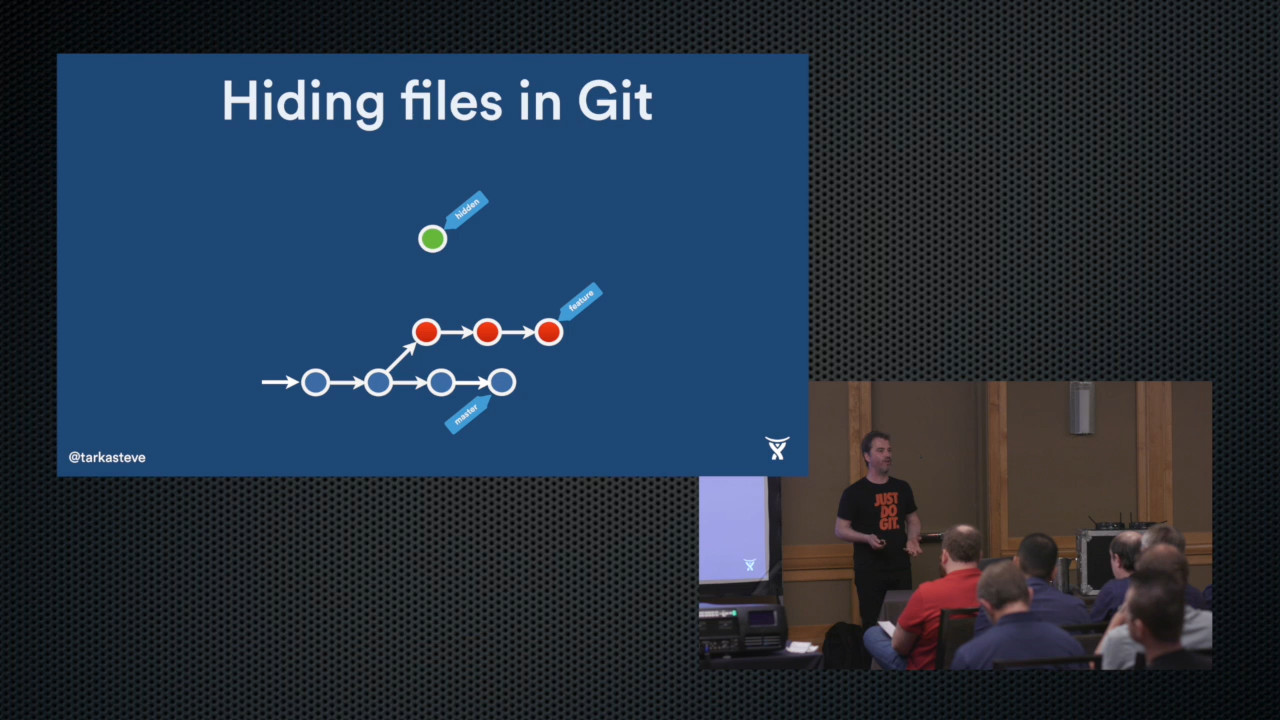 Hiding files in Git
hidden
feature
master
@tarkasteve
JUST
DO
GIT.